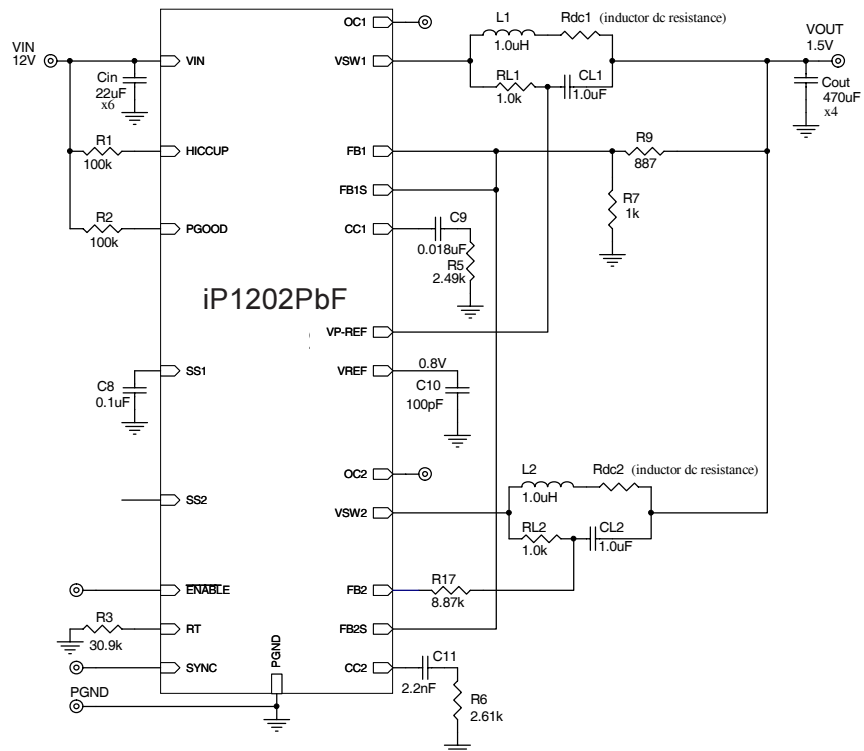 OC1
L1
Rdc1 (inductor dc resistance)
1.0uH
VIN
12V
VIN
VSW1
VOUT
1.5V
Cin
22uF
x6
RL1
1.0k
CL1
1.0uF
Cout
470uF
x4
R1
100k
HICCUP
FB1
R9
887
FB1S
R7
1k
R2
100k
PGOOD
CC1
C9
0.018uF
R5
2.49k
iP1202PbF
VP-REF
C8
0.1uF
SS1
VREF
0.8V
C10
100pF
OC2
L2
Rdc2 (inductor dc resistance)
1.0uH
SS2
VSW2
RL2
1.0k
CL2
1.0uF
ENABLE
FB2
R17
8.87k
R3
30.9k
RT
FB2S
SYNC
PGND
CC2
C11
2.2nF
R6
2.61k
PGND